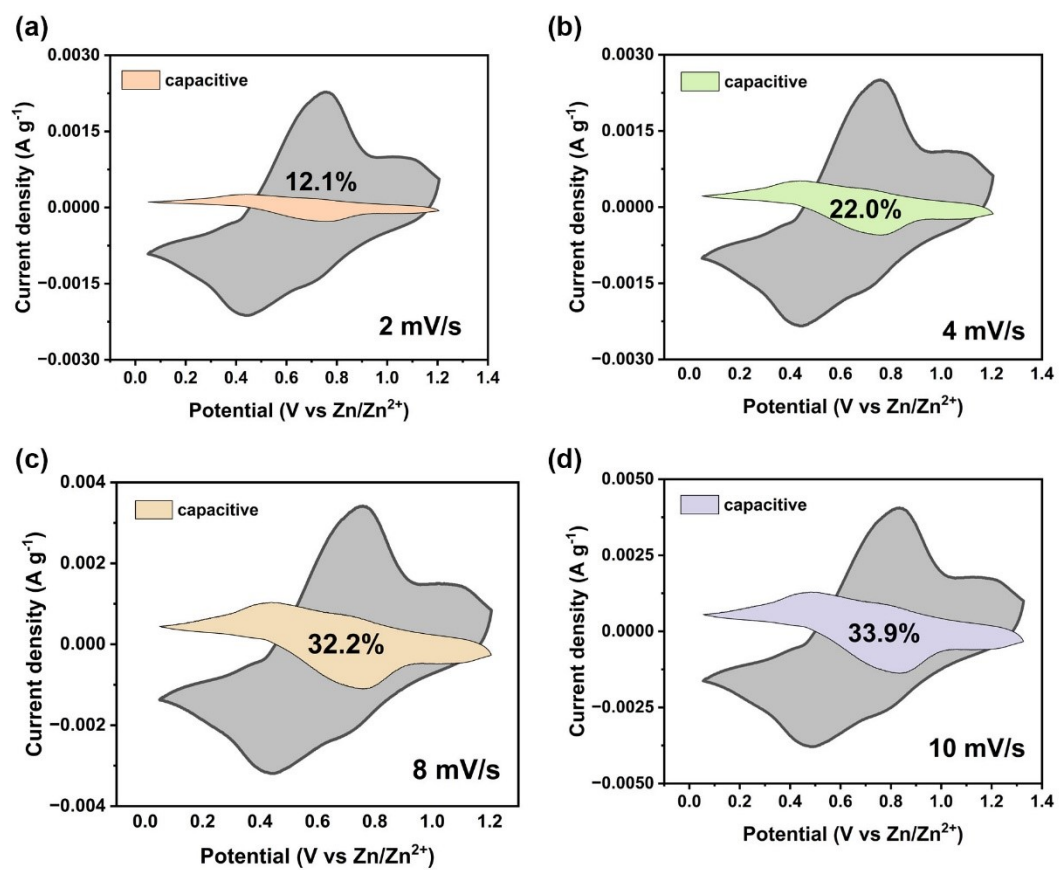 (a)
0.0030
0.0015
0.0000
−0.0015
−0.0030
Current density (A g⁻¹)
capacitive
12.1%
2 mV/s
0.0 0.2 0.4 0.6 0.8 1.0 1.2 1.4
Potential (V vs Zn/Zn²⁺)
(b)
0.0030
0.0015
0.0000
−0.0015
−0.0030
Current density (A g⁻¹)
capacitive
22.0%
4 mV/s
0.0 0.2 0.4 0.6 0.8 1.0 1.2 1.4
Potential (V vs Zn/Zn²⁺)
(c)
0.004
0.002
0.000
−0.002
−0.004
Current density (A g⁻¹)
capacitive
32.2%
8 mV/s
0.0 0.2 0.4 0.6 0.8 1.0 1.2
Potential (V vs Zn/Zn²⁺)
(d)
0.0050
0.0025
0.0000
−0.0025
−0.0050
Current density (A g⁻¹)
capacitive
33.9%
10 mV/s
0.0 0.2 0.4 0.6 0.8 1.0 1.2 1.4
Potential (V vs Zn/Zn²⁺)